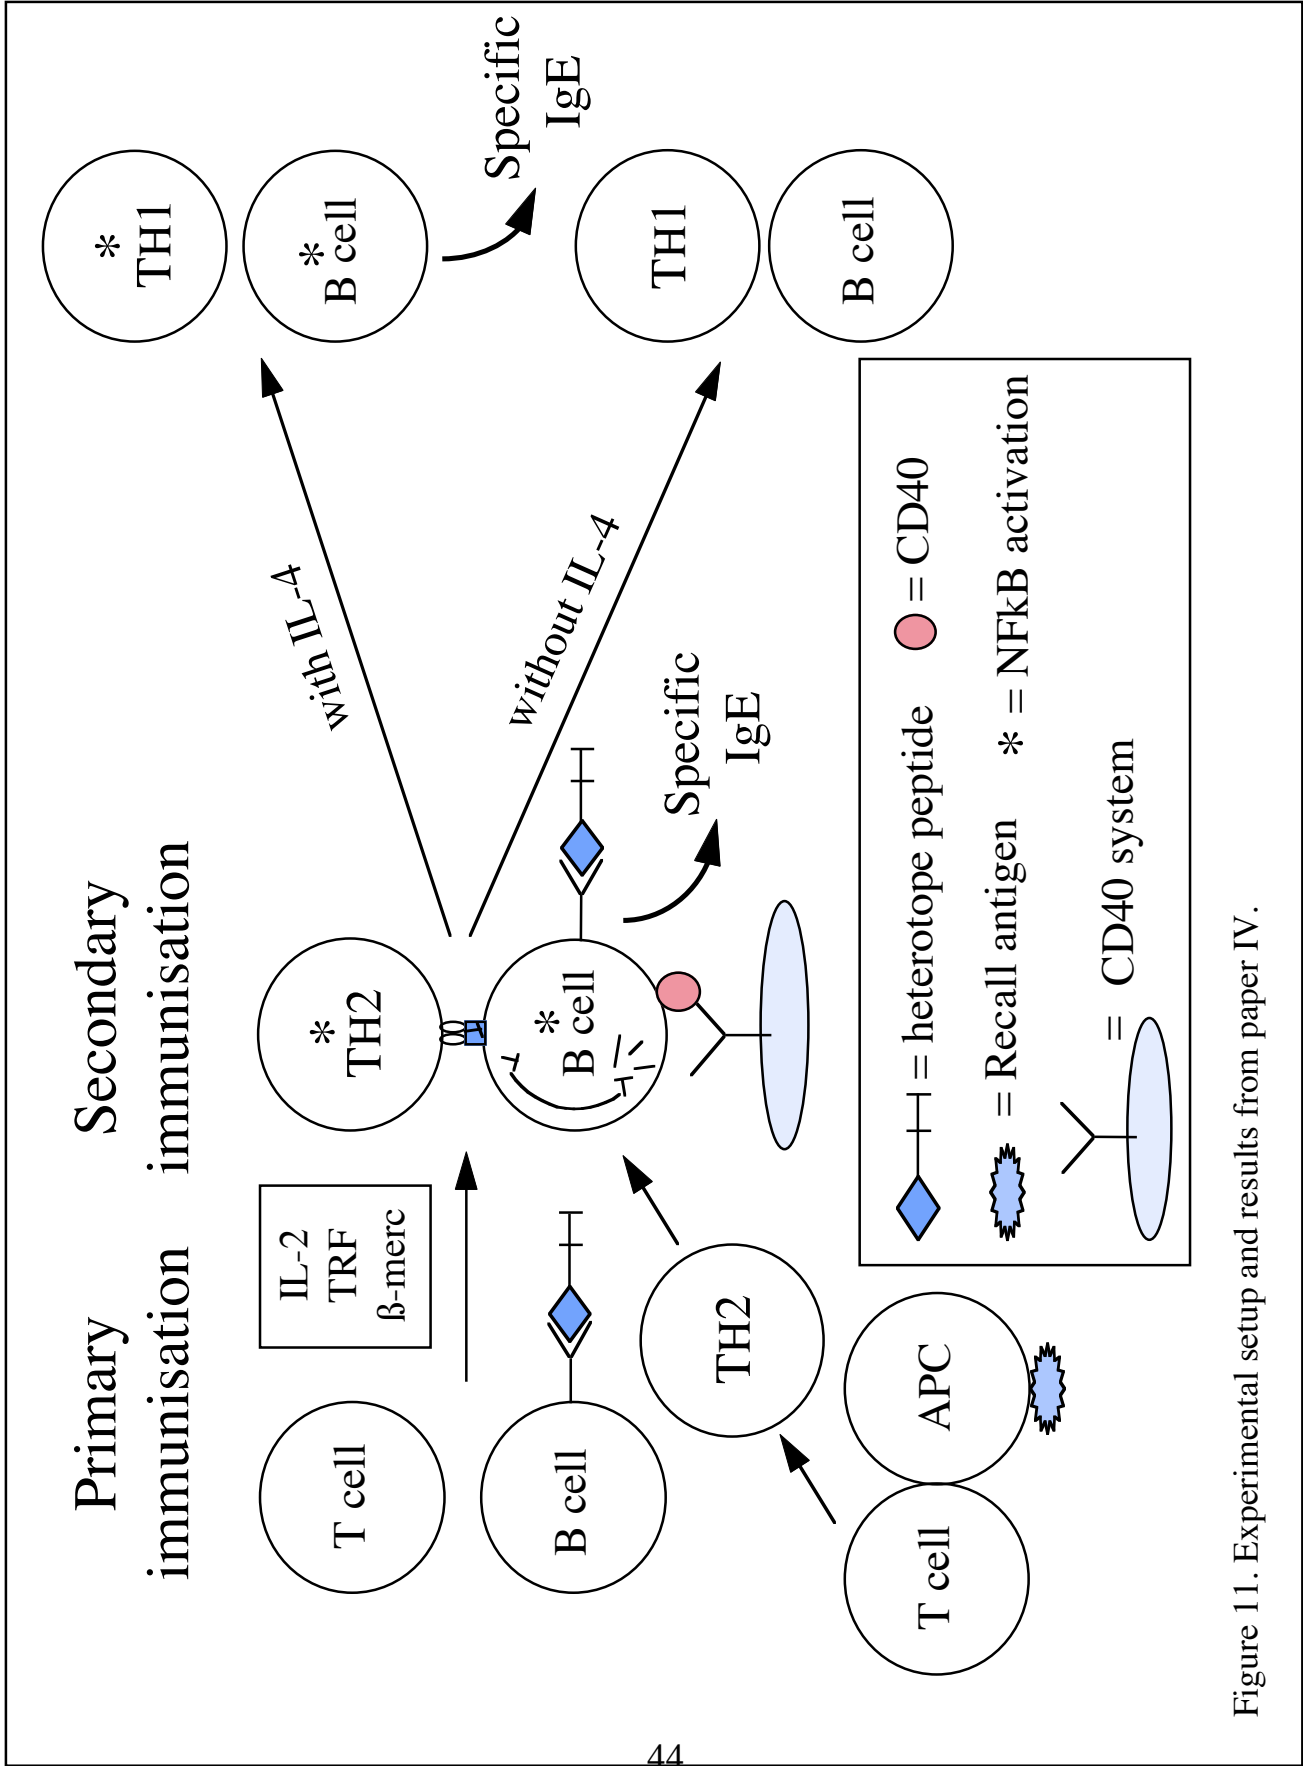 Primary
immunisation
Secondary
immunisation
T cell
IL-2
TRF
ß-merc
*
TH2
with IL-4
*
TH1
B cell
*
B cell
*
B cell
Specific
IgE
without IL-4
TH2
Specific
IgE
TH1
B cell
T cell
APC
= heterotope peptide
= CD40
= Recall antigen
* = NFkB activation
= CD40 system
Figure 11. Experimental setup and results from paper IV.
44